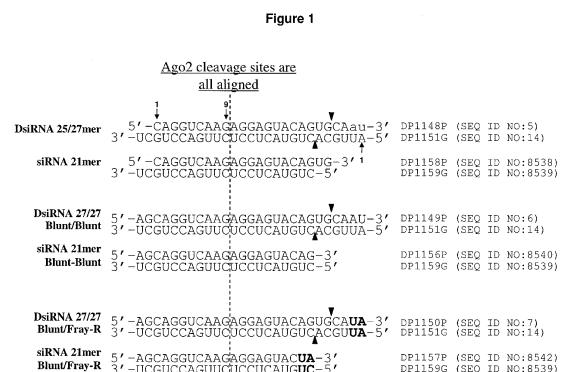 Figure 1
Ago2 cleavage sites are
all aligned
1 9
DsiRNA 25/27mer 5’-CAGGUCAAGAGGAGUACAGUGCAau-3’ DP1148P (SEQ ID NO:5)
3’-UCGUCCAGUUCUCCUCAUGUCACGUUA-5’ DP1151G (SEQ ID NO:14)
1
siRNA 21mer 5’-CAGGUCAAGAGGAGUACAGUG-3’ DP1158P (SEQ ID NO:8538)
3’-UCGUCCAGUUCUCCUCAUGUC-5’ DP1159G (SEQ ID NO:8539)
DsiRNA 27/27 5’-AGCAGGUCAAGAGGAGUACAGUGCAAU-3’ DP1149P (SEQ ID NO:6)
Blunt/Blunt 3’-UCGUCCAGUUCUCCUCAUGUCACGUUA-5’ DP1151G (SEQ ID NO:14)
siRNA 21mer 5’-AGCAGGUCAAGAGGAGUACAG-3’ DP1156P (SEQ ID NO:8540)
Blunt-Blunt 3’-UCGUCCAGUUCUCCUCAUGUC-5’ DP1159G (SEQ ID NO:8539)
DsiRNA 27/27 5’-AGCAGGUCAAGAGGAGUACAGUGCAUA-3’ DP1150P (SEQ ID NO:7)
Blunt/Fray-R 3’-UCGUCCAGUUCUCCUCAUGUCACGUUA-5’ DP1151G (SEQ ID NO:14)
siRNA 21mer 5’-AGCAGGUCAAGAGGAGUACUA-3’ DP1157P (SEQ ID NO:8542)
Blunt/Fray-R 3’-UCGUCCAGUUCUCCUCAUGUC-5’ DP1159G (SEQ ID NO:8539)